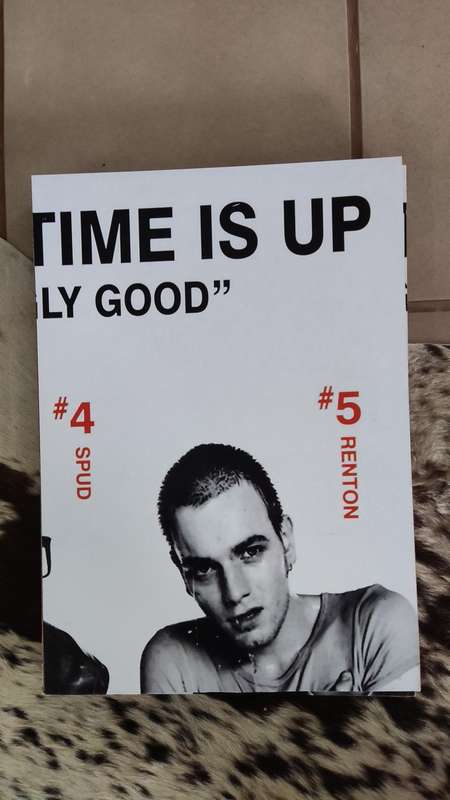 TIME IS UP
LY GOOD”
#4
SPUD
#5
RENTON